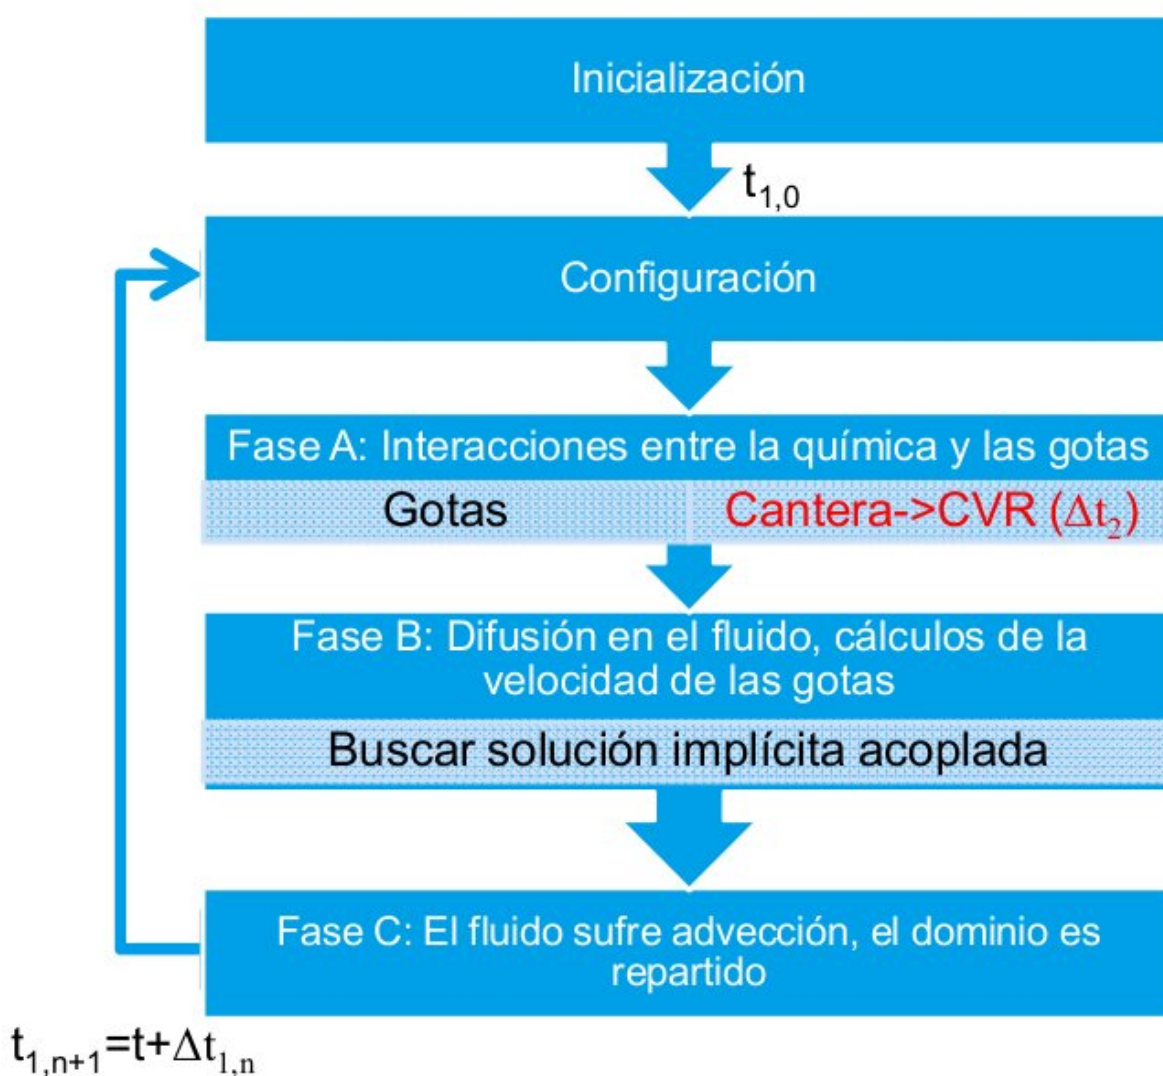 Inicialización
t1,0
Configuración
Fase A: Interacciones entre la química y las gotas
Gotas
Cantera->CVR (Δt2)
Fase B: Difusión en el fluido, cálculos de la
velocidad de las gotas
Buscar solución implícita acoplada
Fase C: El fluido sufre advección, el dominio es
repartido
t1,n+1=t+Δt1,n